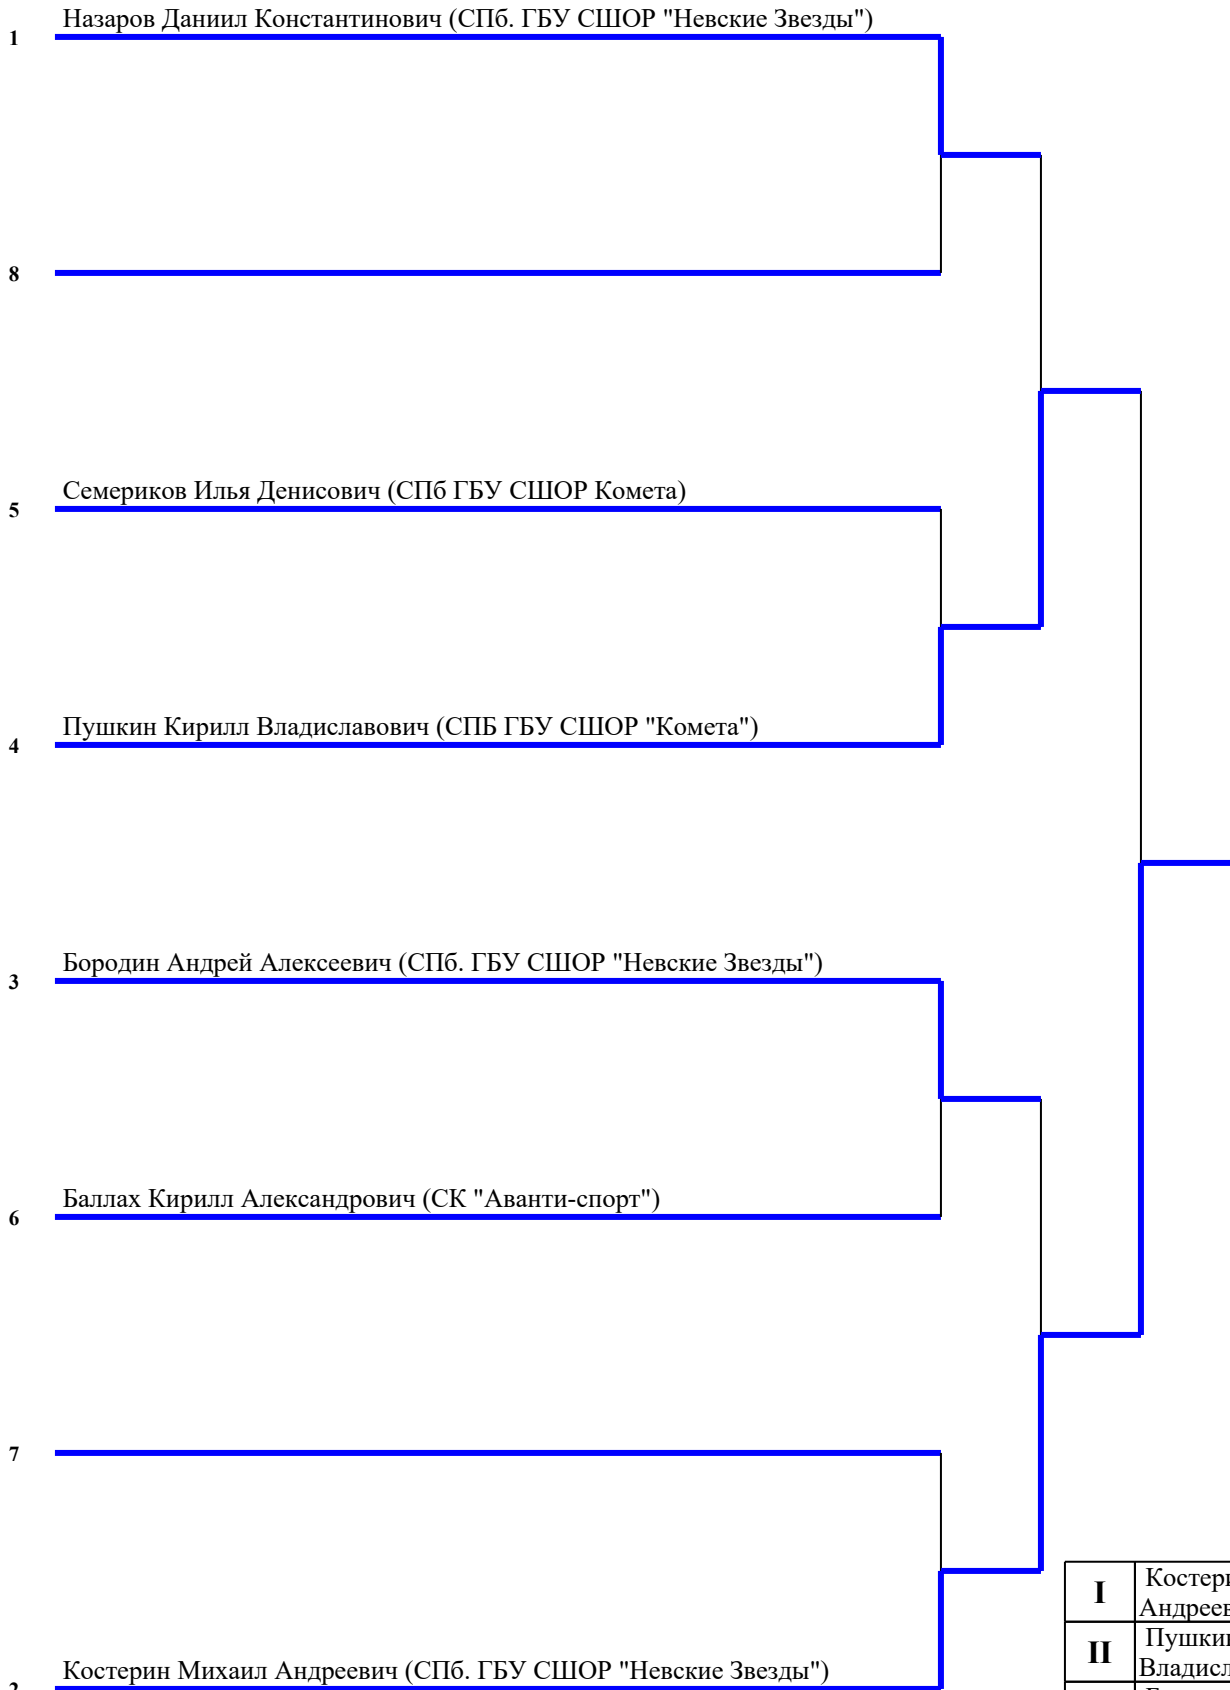 Назаров Даниил Константинович (СПб. ГБУ СШОР "Невские Звезды")
1
8
Семериков Илья Денисович (СПб ГБУ СШОР Комета)
5
Пушкин Кирилл Владиславович (СПБ ГБУ СШОР "Комета")
4
Бородин Андрей Алексеевич (СПб. ГБУ СШОР "Невские Звезды")
3
Баллах Кирилл Александрович (СК "Аванти-спорт")
6
7
Костерин Михаил Андреевич (СПб. ГБУ СШОР "Невские Звезды")
2
I
II